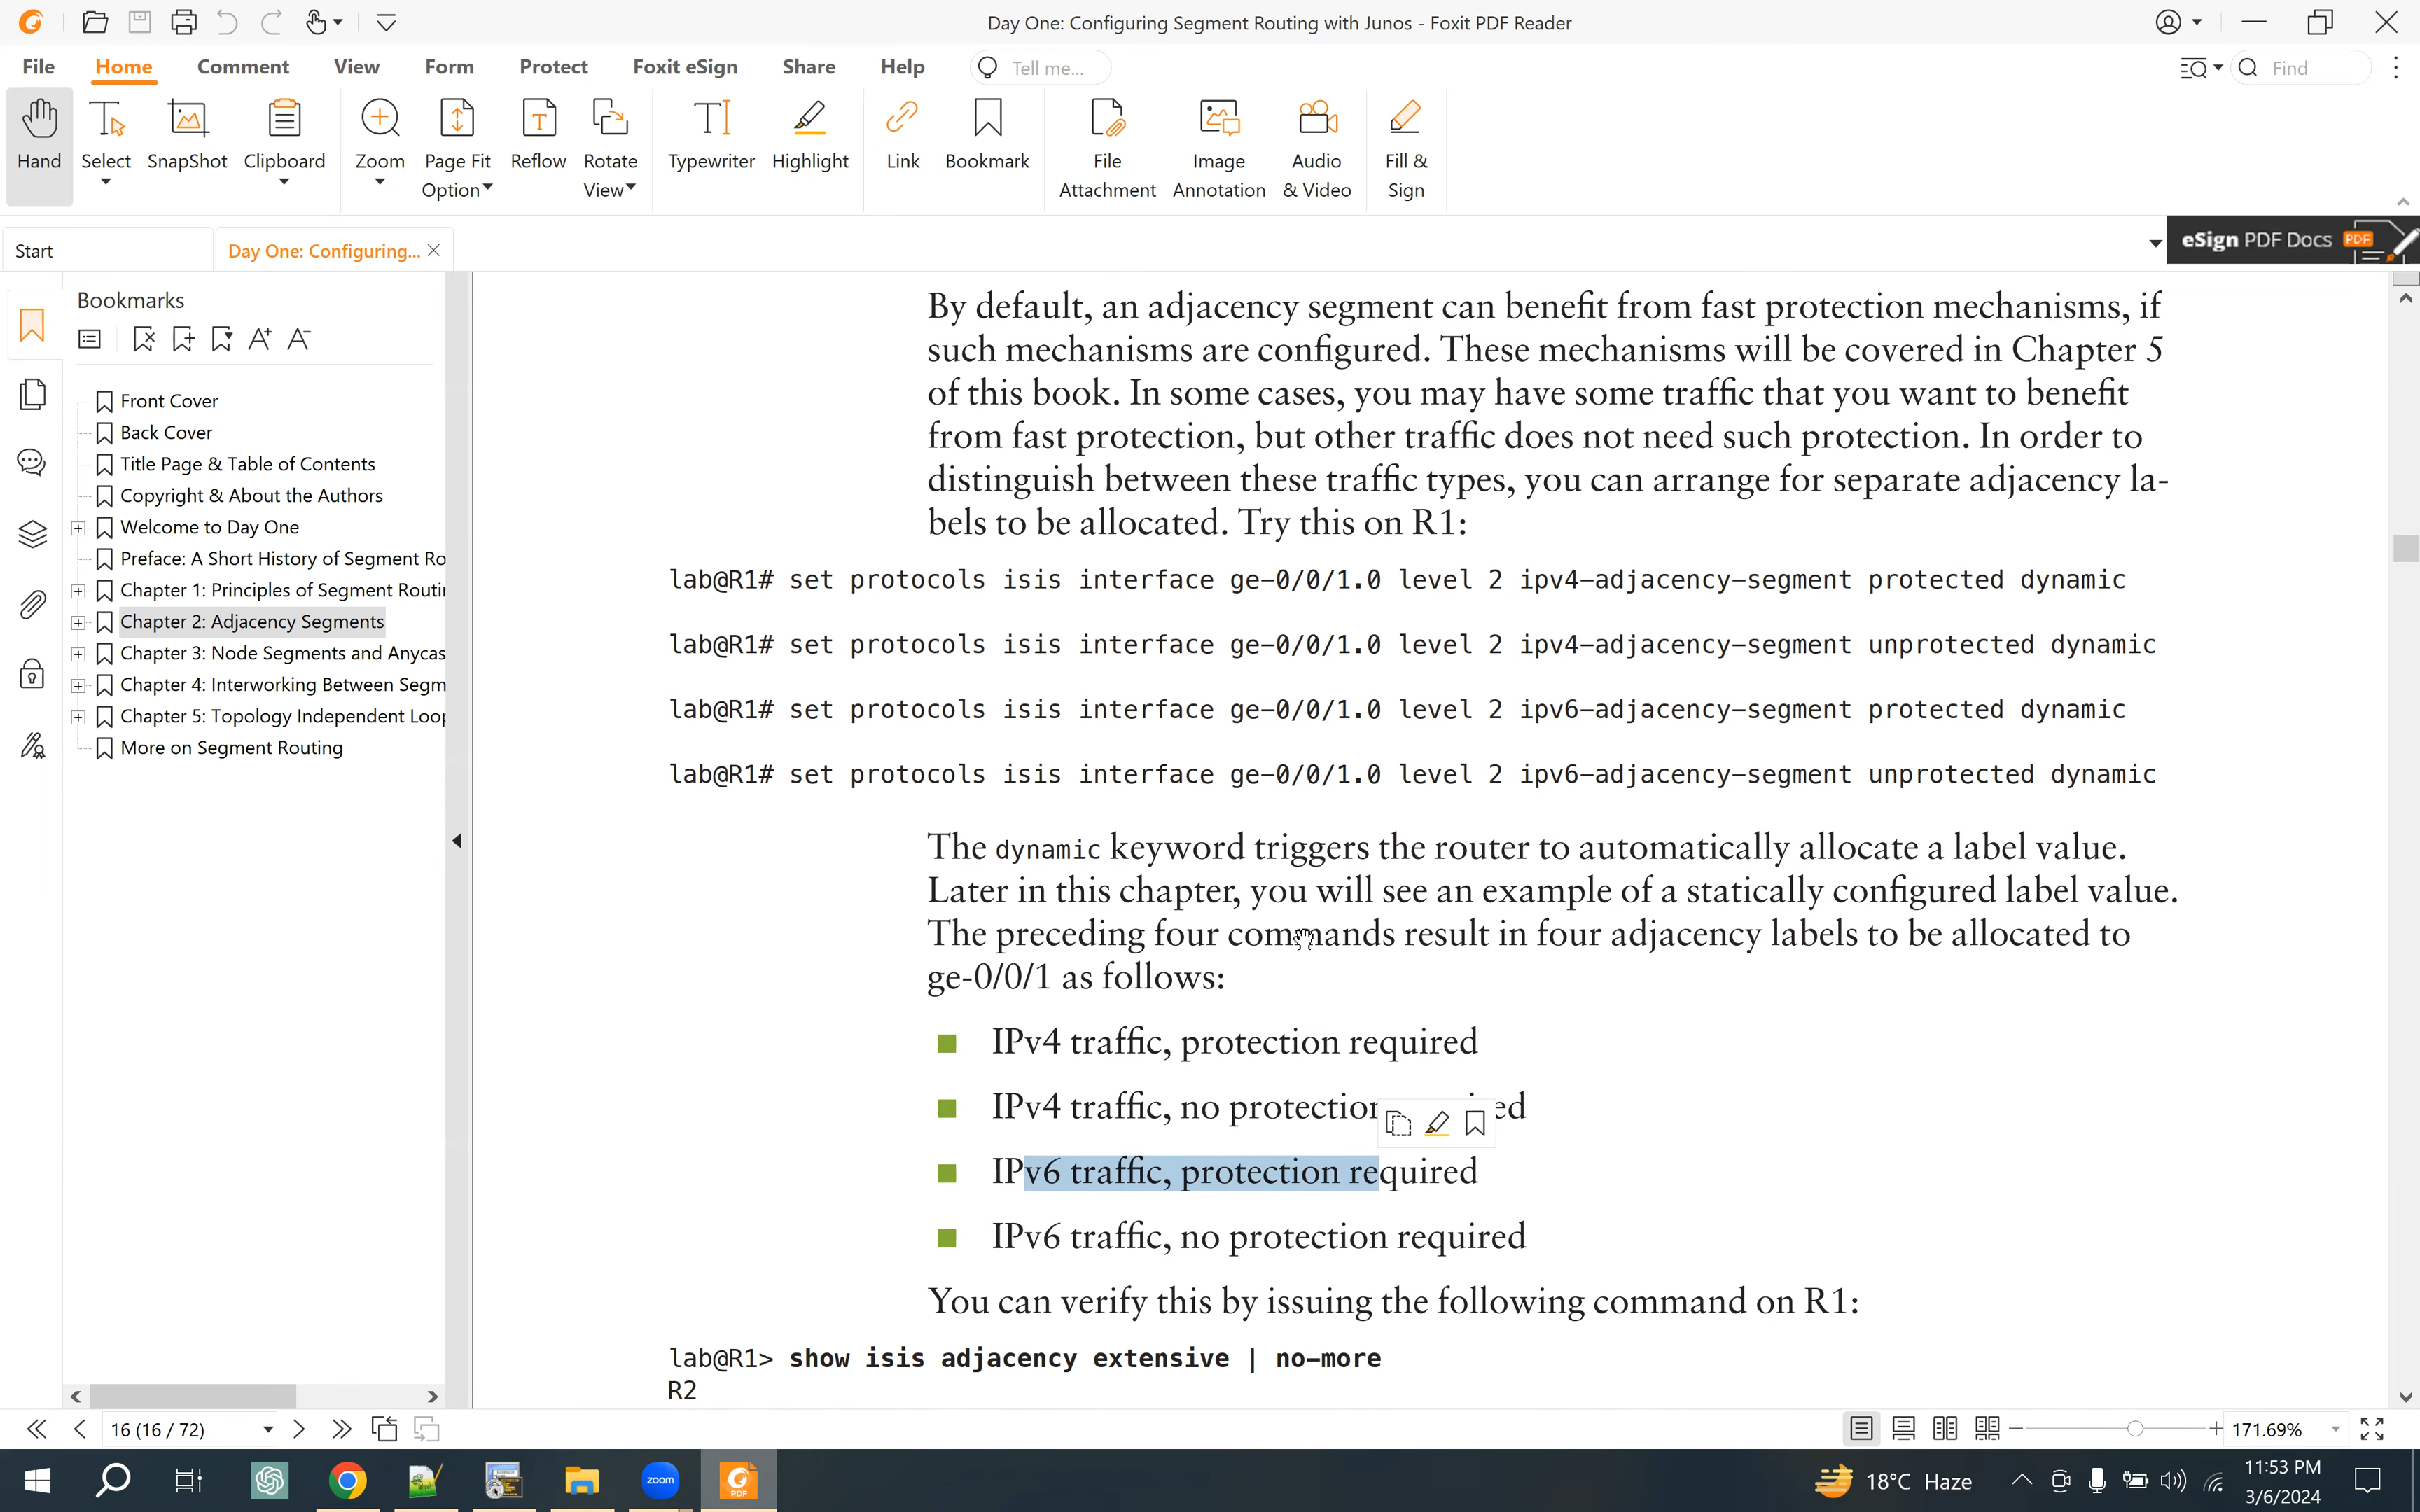 Day One: Configuring Segment Routing with Junos - Foxit PDF Reader
File Home Comment View Form Protect Foxit eSign Share Help Tell me... Find
Hand Select SnapShot Clipboard Zoom Page Fit Option Reflow Rotate View Typewriter Highlight Link Bookmark File Attachment Image Annotation Audio & Video Fill & Sign
Start Day One: Configuring... eSign PDF Docs PDF
Bookmarks
Front Cover
Back Cover
Title Page & Table of Contents
Copyright & About the Authors
Welcome to Day One
Preface: A Short History of Segment Ro
Chapter 1: Principles of Segment Routin
Chapter 2: Adjacency Segments
Chapter 3: Node Segments and Anycas
Chapter 4: Interworking Between Segm
Chapter 5: Topology Independent Loop
More on Segment Routing
By default, an adjacency segment can benefit from fast protection mechanisms, if
such mechanisms are configured. These mechanisms will be covered in Chapter 5
of this book. In some cases, you may have some traffic that you want to benefit
from fast protection, but other traffic does not need such protection. In order to
distinguish between these traffic types, you can arrange for separate adjacency la-
bels to be allocated. Try this on R1:
lab@R1# set protocols isis interface ge-0/0/1.0 level 2 ipv4-adjacency-segment protected dynamic
lab@R1# set protocols isis interface ge-0/0/1.0 level 2 ipv4-adjacency-segment unprotected dynamic
lab@R1# set protocols isis interface ge-0/0/1.0 level 2 ipv6-adjacency-segment protected dynamic
lab@R1# set protocols isis interface ge-0/0/1.0 level 2 ipv6-adjacency-segment unprotected dynamic
The dynamic keyword triggers the router to automatically allocate a label value.
Later in this chapter, you will see an example of a statically configured label value.
The preceding four commands result in four adjacency labels to be allocated to
ge-0/0/1 as follows:
IPv4 traffic, protection required
IPv4 traffic, no protection
IPv6 traffic, protection required
IPv6 traffic, no protection required
You can verify this by issuing the following command on R1:
lab@R1> show isis adjacency extensive | no-more
R2
16 (16 / 72) 171.69%
zoom PDF 18°C Haze 11:53 PM
3/6/2024